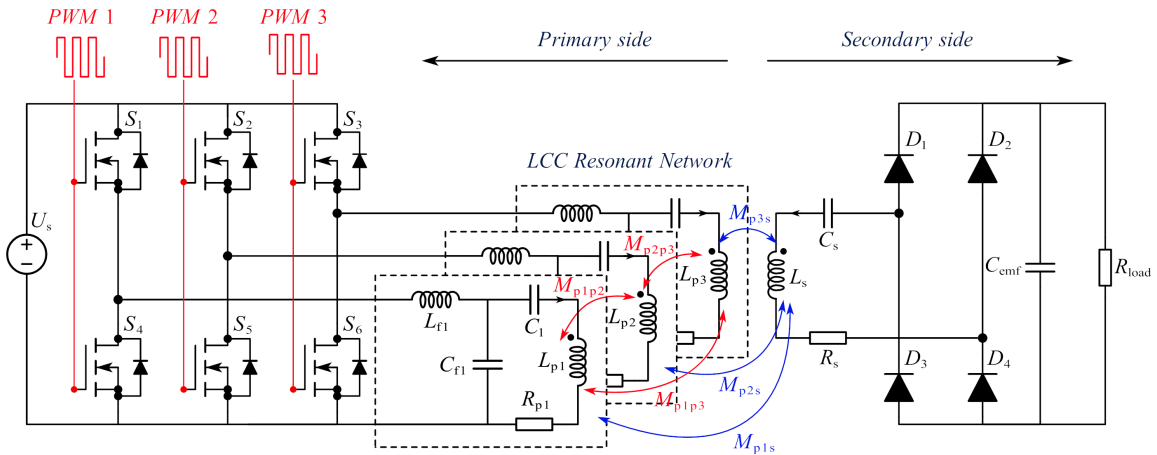 PWM 1 PWM 2 PWM 3
Primary side Secondary side
S1 S2 S3
D1 D2
LCC Resonant Network
Us
Mp3s
Cs
Mp2p3
Lp3 Ls
Cemf
Rload
Mp1p2
Lf1 C1 Lp2
S4 S5 S6
Rs
Cf1 Lp1
D3 D4
Mp2s
Rp1 Mp1p3
Mp1s